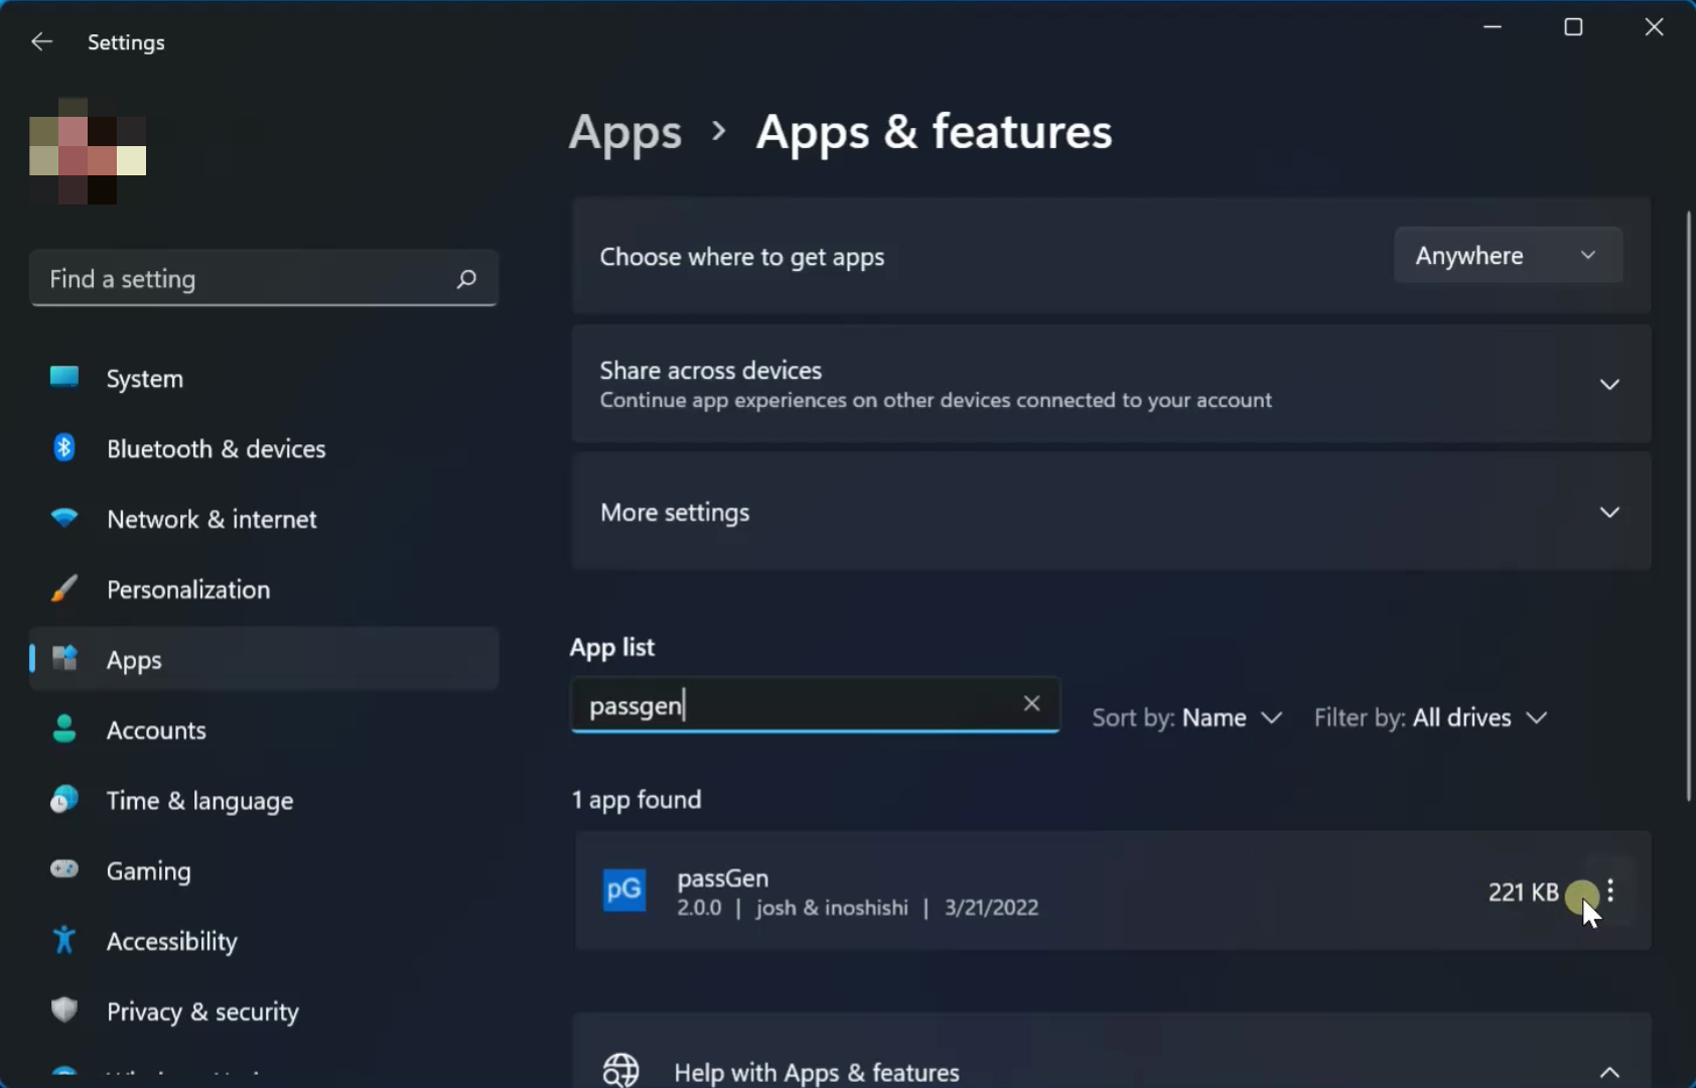 Settings
Apps > Apps & features
Find a setting
System
Bluetooth & devices
Network & internet
Personalization
Apps
Accounts
Time & language
Gaming
Accessibility
Privacy & security
Choose where to get apps
Anywhere
Share across devices
Continue app experiences on other devices connected to your account
More settings
App list
passgen
Sort by: Name
Filter by: All drives
1 app found
pG
passGen
2.0.0 | josh & inoshishi | 3/21/2022
221 KB
Help with Apps & features